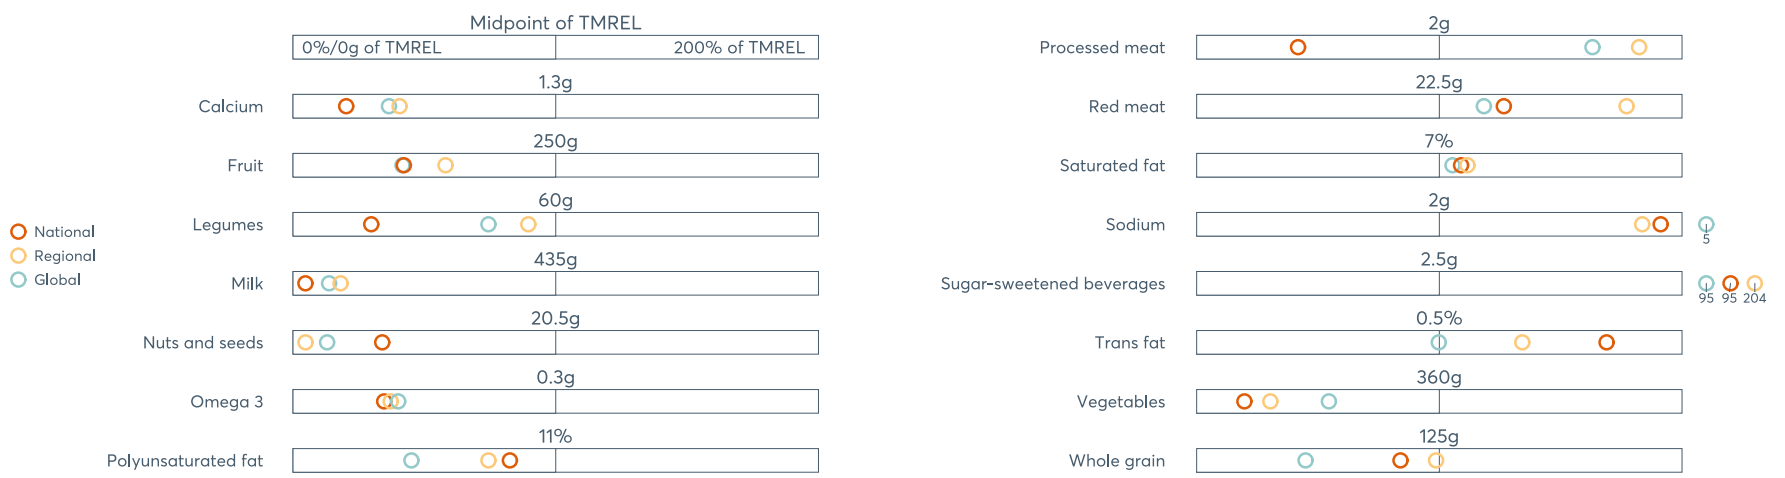 Midpoint of TMREL
0%/0g of TMREL 200% of TMREL
1.3g
Calcium
250g
Fruit
60g
Legumes
435g
Milk
20.5g
Nuts and seeds
0.3g
Omega 3
11%
Polyunsaturated fat
National
Regional
Global
2g
Processed meat
22.5g
Red meat
7%
Saturated fat
2g
Sodium
5
2.5g
Sugar-sweetened beverages
95 95 204
0.5%
Trans fat
360g
Vegetables
125g
Whole grain